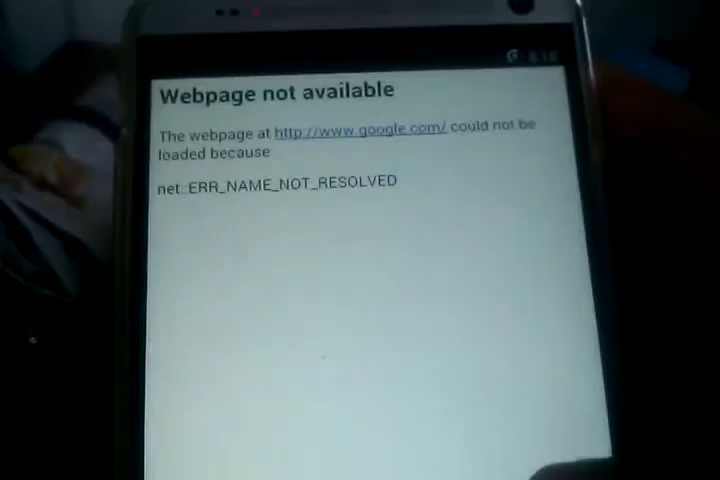 Webpage not available
The webpage at http://www.google.com/ could not be
loaded because
net::ERR_NAME_NOT_RESOLVED